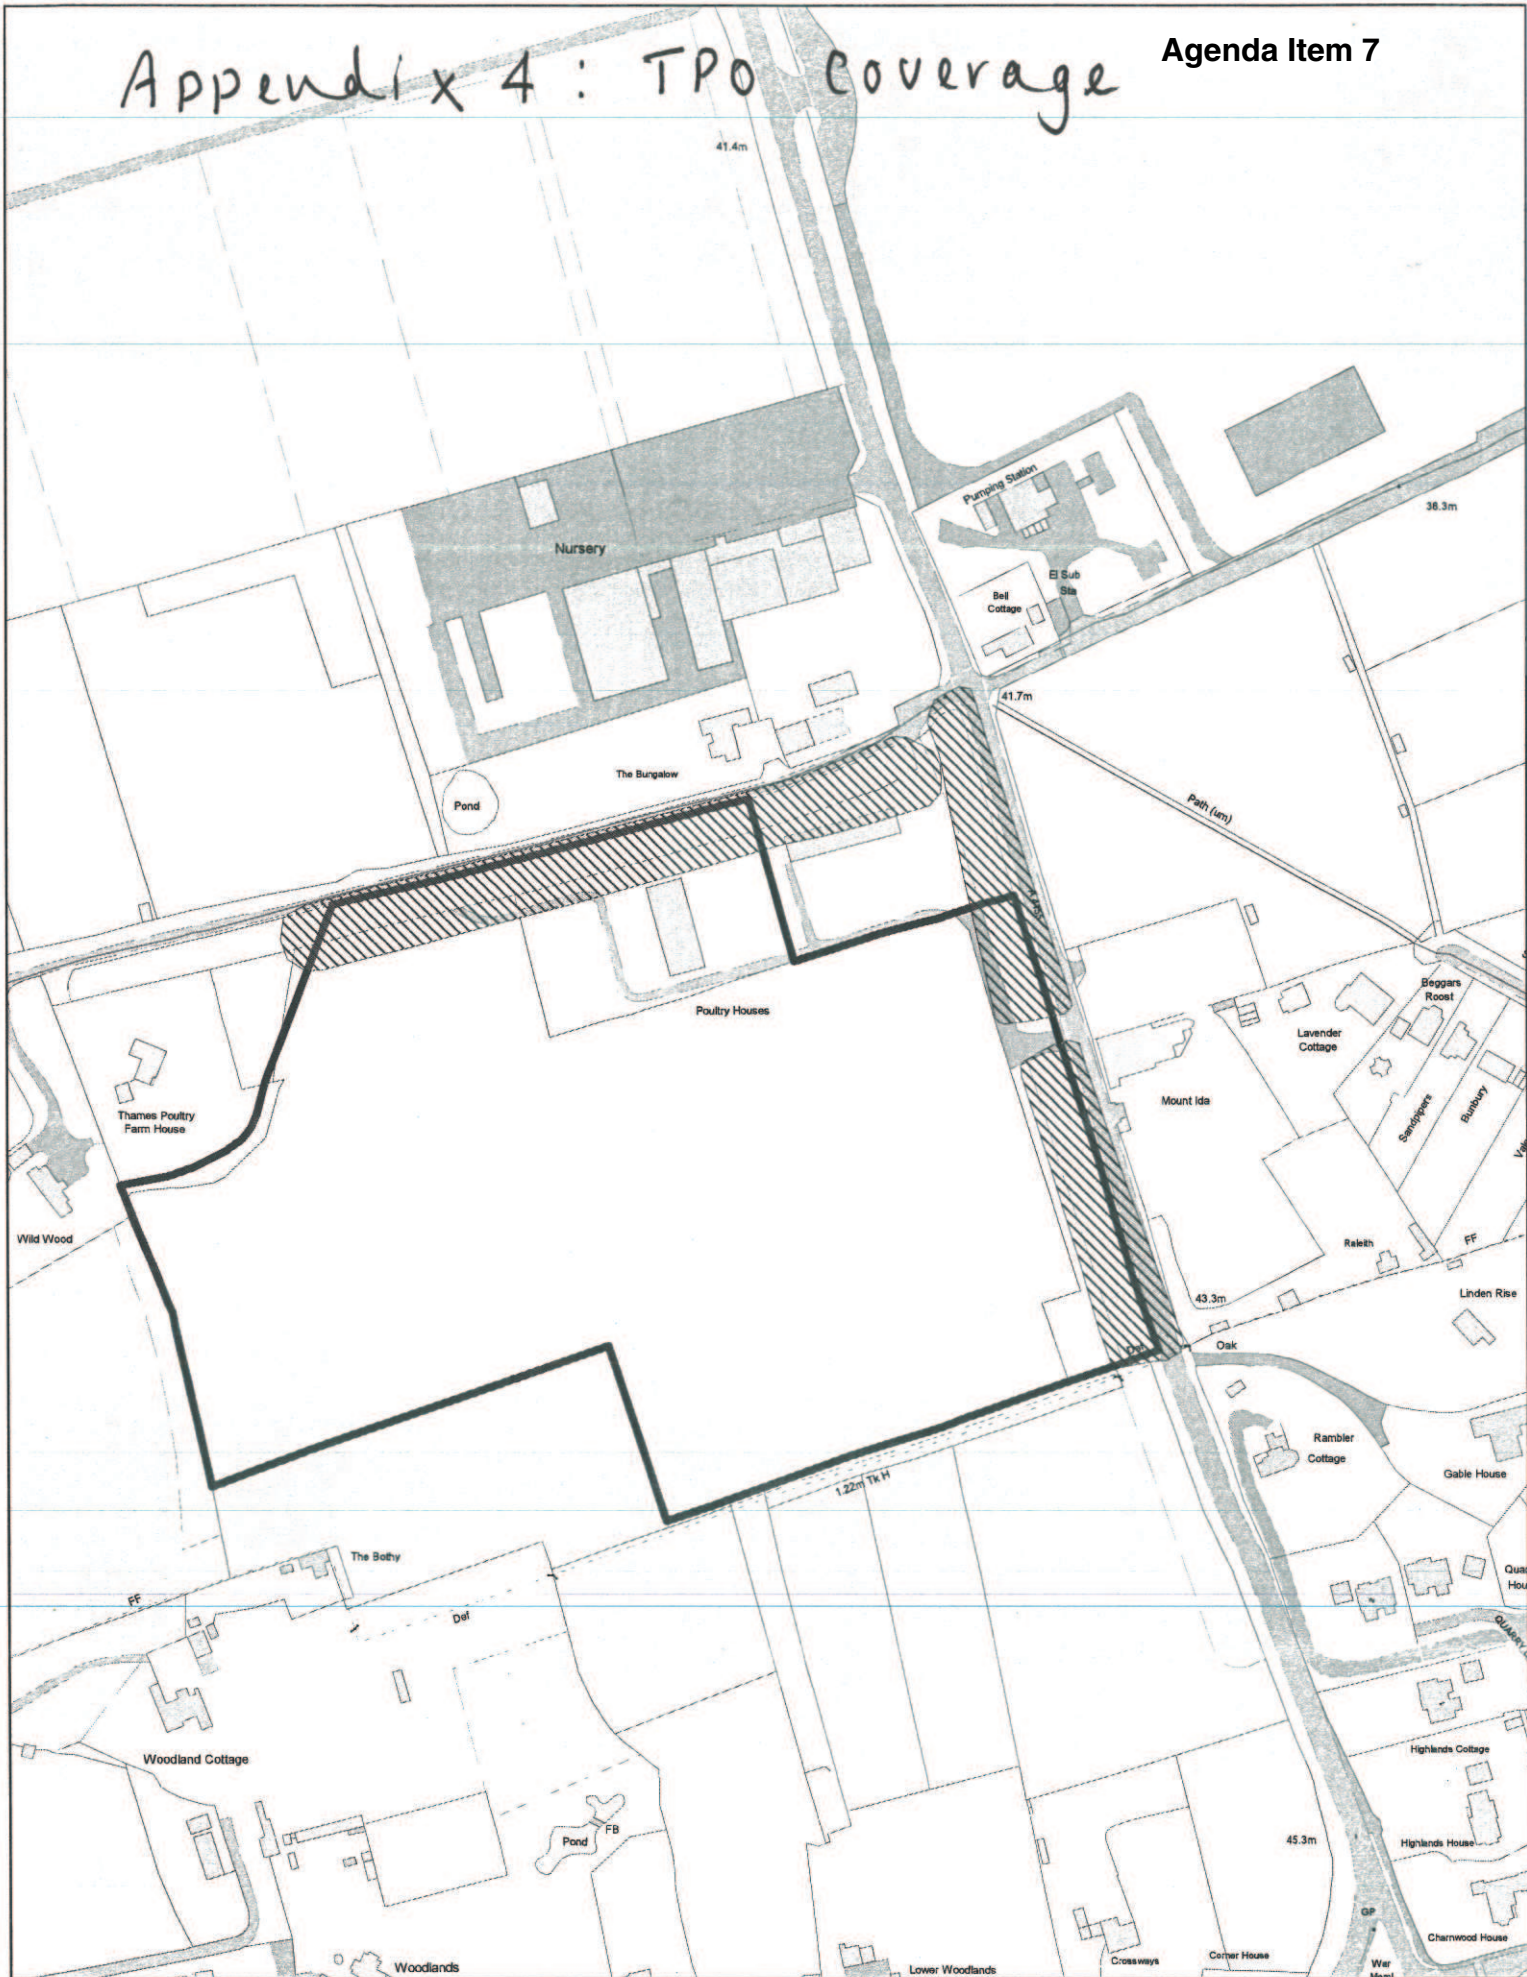 Agenda Item 7
Appendix 4: TPO Coverage
41.4m
Pumping Station
36.3m
Nursery
El Sub
Sta
Bell
Cottage
41.7m
The Bungalow
Pond
Path (um)
Poultry Houses
Beggars
Roost
Lavender
Cottage
Thames Poultry
Farm House
Mount Ida
Sandpipers
Bunbury
Wild Wood
Raleith
FF
43.3m
Linden Rise
Def
Oak
Rambler
Cottage
Gable House
1.22m Tk H
The Bothy
FF
Def
Woodland Cottage
Highlands Cottage
Pond
FB
45.3m
Highlands House
GP
Charnwood House
Woodlands
Lower Woodlands
Crossways
Corner House
War